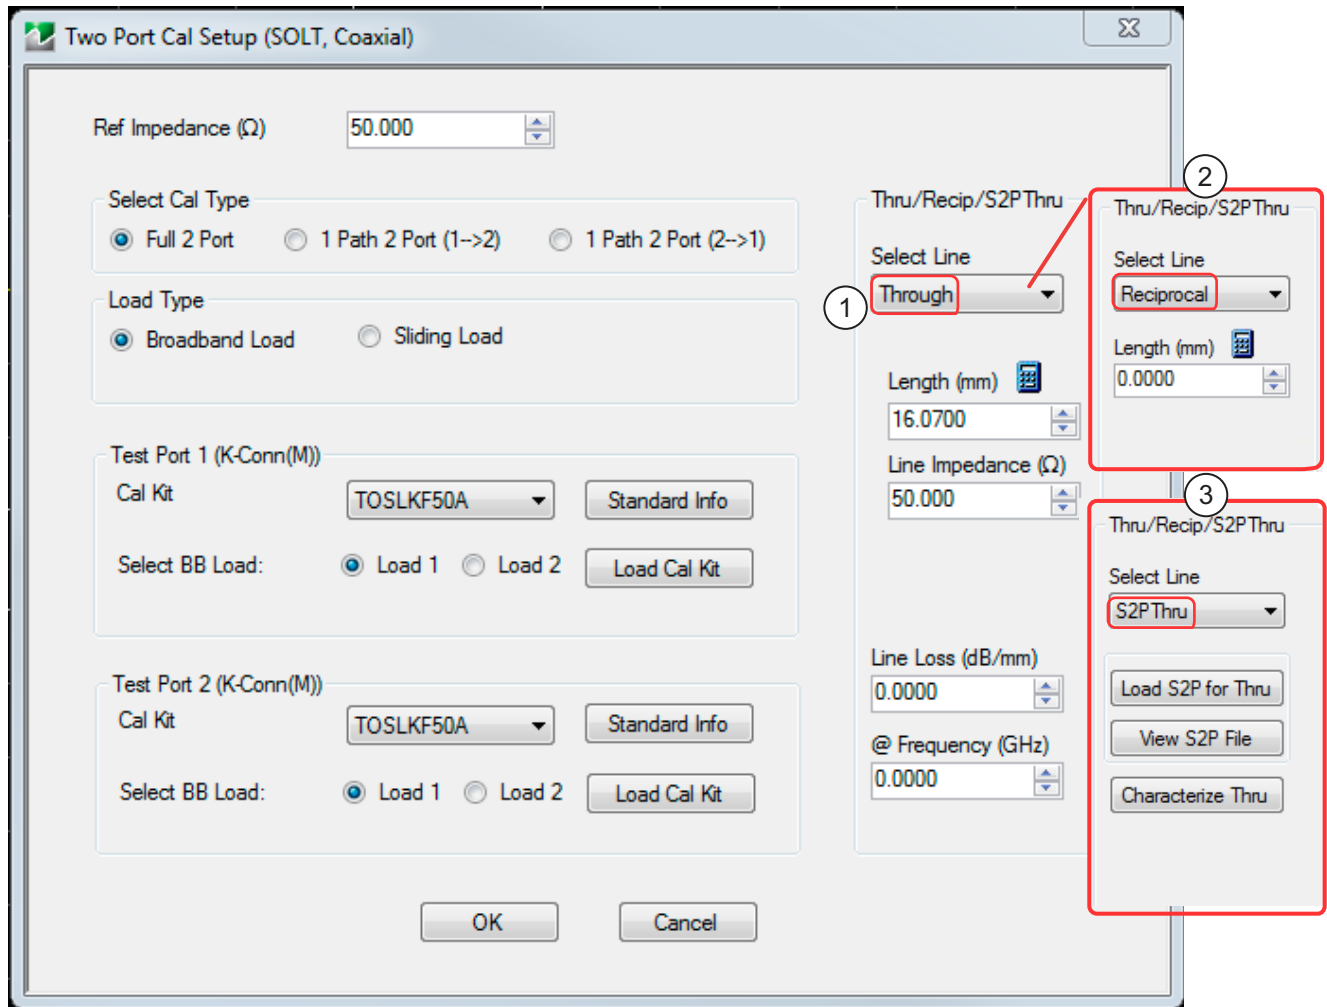 Two Port Cal Setup (SOLT, Coaxial)
Ref Impedance (Ω)
50.000
Select Cal Type
Full 2 Port
1 Path 2 Port (1-->2)
1 Path 2 Port (2-->1)
Load Type
Broadband Load
Sliding Load
Test Port 1 (K-Conn(M))
Cal Kit
TOSLKF50A
Standard Info
Select BB Load:
Load 1
Load 2
Load Cal Kit
Test Port 2 (K-Conn(M))
Cal Kit
TOSLKF50A
Standard Info
Select BB Load:
Load 1
Load 2
Load Cal Kit
OK
Cancel
Thru/Recip/S2PThru
Select Line
1
Through
Length (mm)
16.0700
Line Impedance (Ω)
50.000
Line Loss (dB/mm)
0.0000
@ Frequency (GHz)
0.0000
2
Thru/Recip/S2PThru
Select Line
Reciprocal
Length (mm)
0.0000
3
Thru/Recip/S2PThru
Select Line
S2PThru
Load S2P for Thru
View S2P File
Characterize Thru